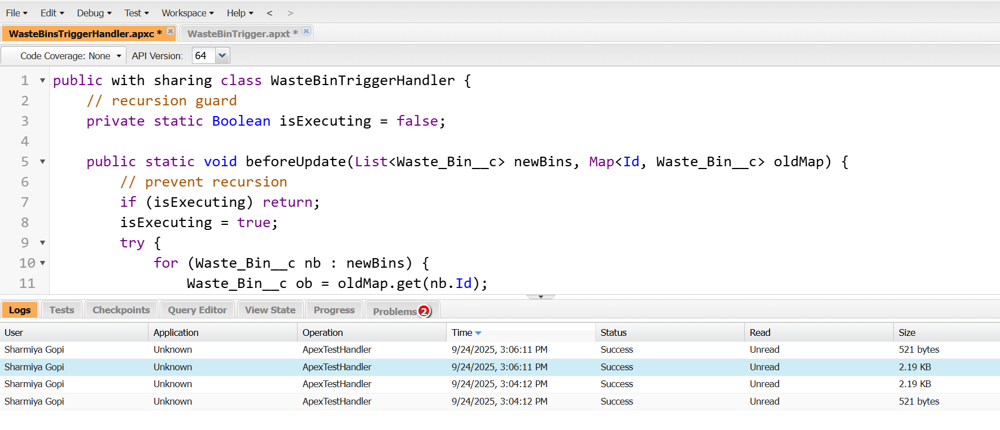 File Edit Debug Test Workspace Help < >
WasteBinsTriggerHandler.apxc * WasteBinTrigger.apxt *
Code Coverage: None API Version: 64
1 public with sharing class WasteBinTriggerHandler {
2 // recursion guard
3 private static Boolean isExecuting = false;
4
5 public static void beforeUpdate(List<Waste_Bin__c> newBins, Map<Id, Waste_Bin__c> oldMap) {
6 // prevent recursion
7 if (isExecuting) return;
8 isExecuting = true;
9 try {
10 for (Waste_Bin__c nb : newBins) {
11 Waste_Bin__c ob = oldMap.get(nb.Id);
Logs Tests Checkpoints Query Editor View State Progress Problems 2
User Application Operation Time Status Read Size
Sharmiya Gopi Unknown ApexTestHandler 9/24/2025, 3:06:11 PM Success Unread 521 bytes
Sharmiya Gopi Unknown ApexTestHandler 9/24/2025, 3:06:11 PM Success Unread 2.19 KB
Sharmiya Gopi Unknown ApexTestHandler 9/24/2025, 3:04:12 PM Success Unread 2.19 KB
Sharmiya Gopi Unknown ApexTestHandler 9/24/2025, 3:04:12 PM Success Unread 521 bytes